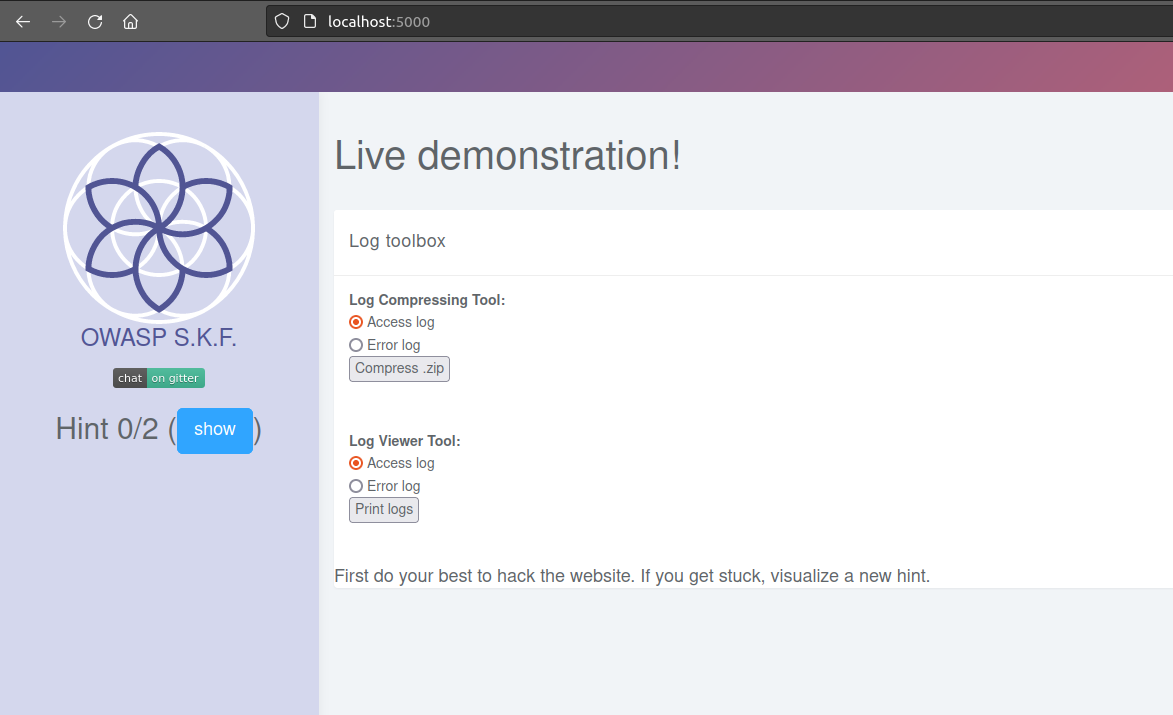 localhost:5000
Live demonstration!
Log toolbox
Log Compressing Tool:
Access log
Error log
Compress .zip
Log Viewer Tool:
Access log
Error log
Print logs
First do your best to hack the website. If you get stuck, visualize a new hint.
OWASP S.K.F.
chat on gitter
Hint 0/2 (show)